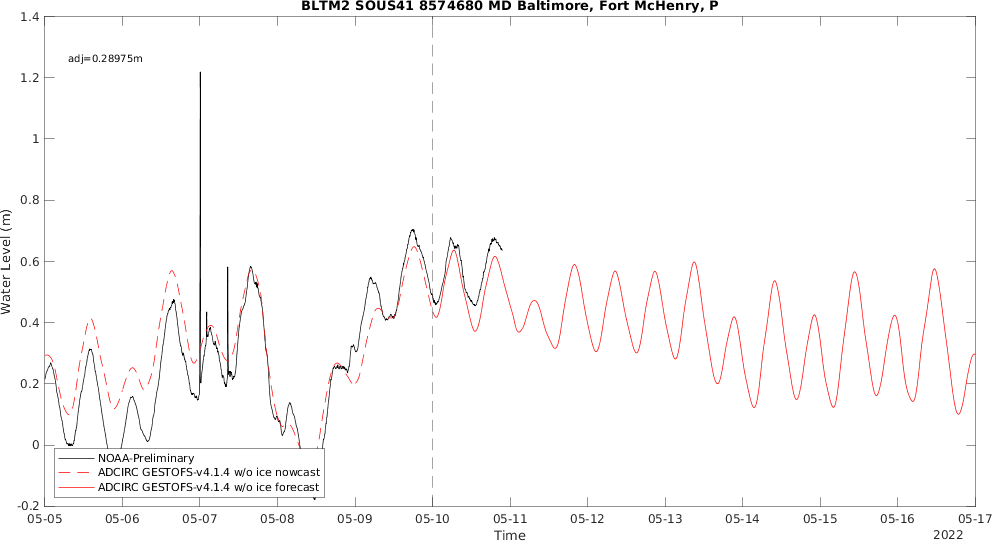 BLTM2 SOUS41 8574680 MD Baltimore, Fort McHenry, P
adj=0.28975m
1.4
1.2
1
0.8
0.6
0.4
0.2
0
-0.2
Water Level (m)
NOAA-Preliminary
ADCIRC GESTOFS-v4.1.4 w/o ice nowcast
ADCIRC GESTOFS-v4.1.4 w/o ice forecast
05-05 05-06 05-07 05-08 05-09 05-10 05-11 05-12 05-13 05-14 05-15 05-16 05-17
Time
2022